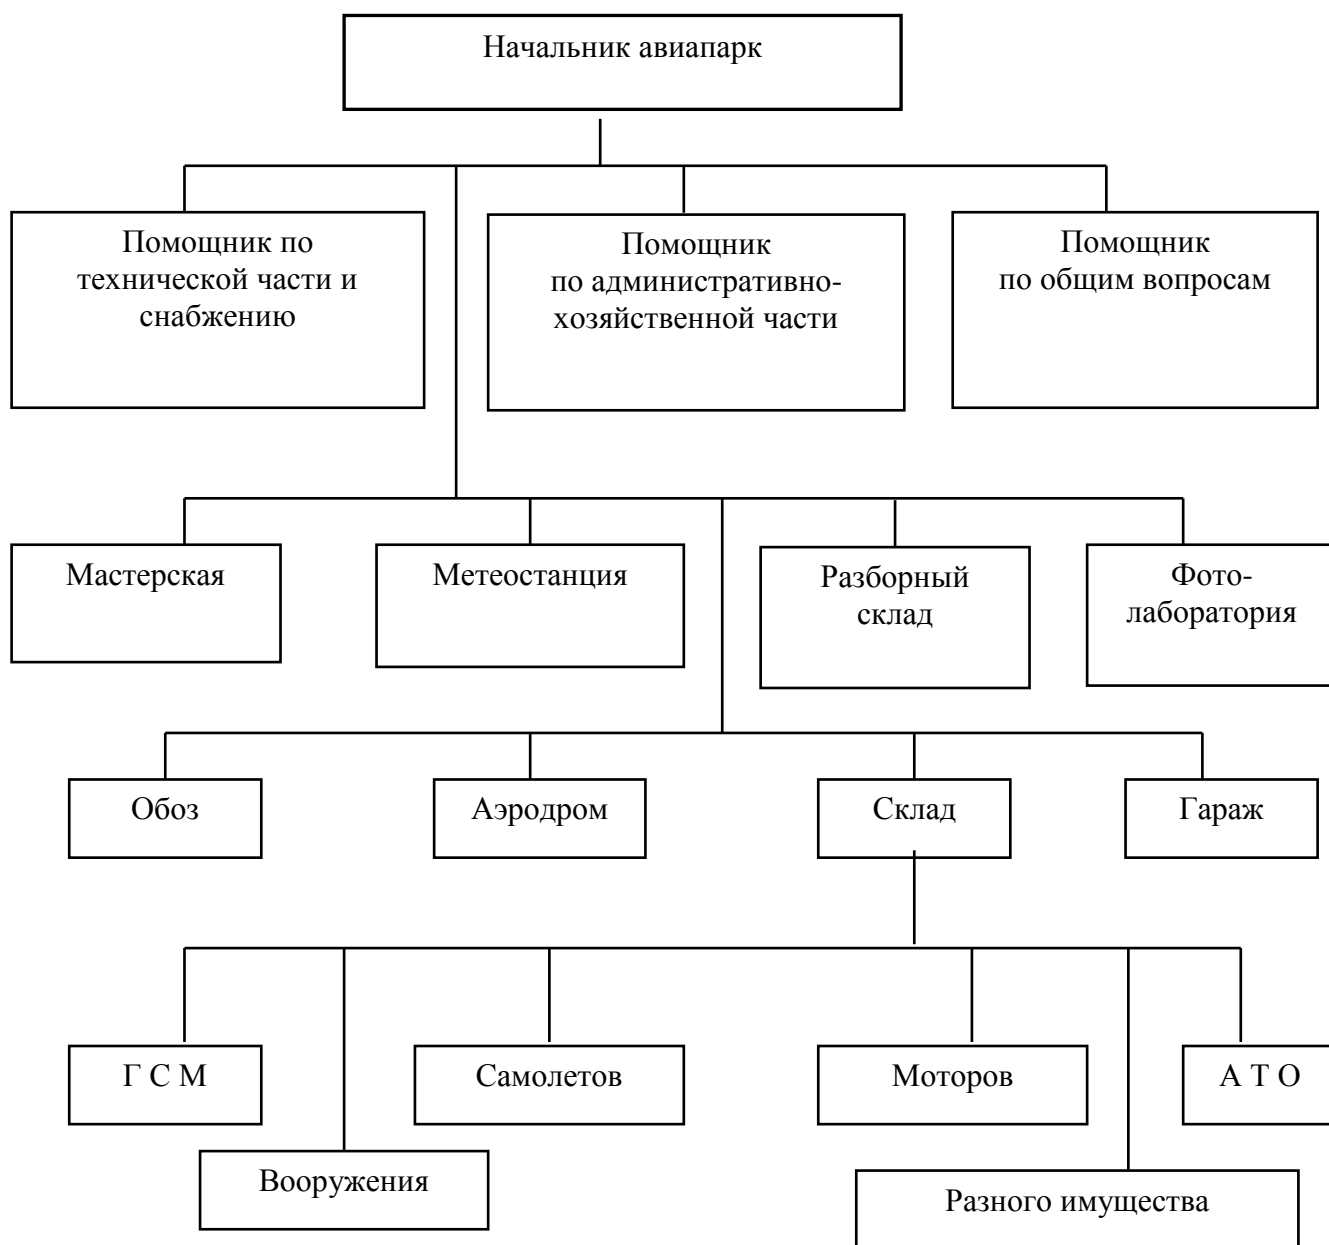 Начальник авиапарк
Помощник по
технической части и
снабжению
Помощник
по административно-
хозяйственной части
Помощник
по общим вопросам
Мастерская
Метеостанция
Разборный
склад
Фото-
лаборатория
Обоз
Аэродром
Склад
Гараж
Г С М
Самолетов
Моторов
А Т О
Вооружения
Разного имущества